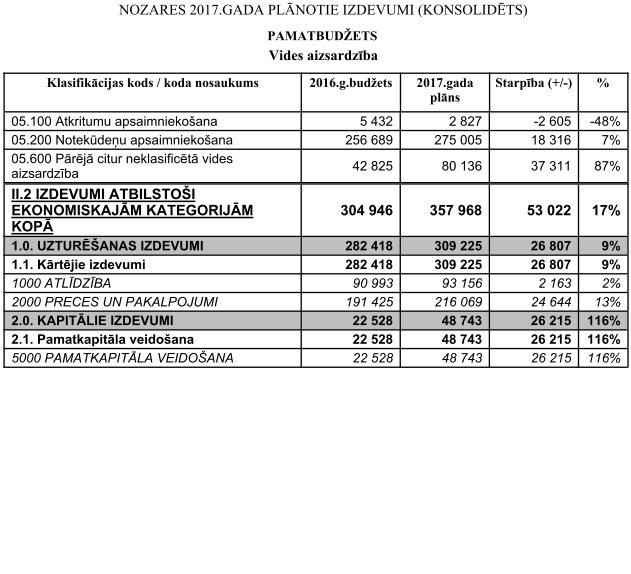 NOZARES 2017.GADA PLĀNOTIE IZDEVUMI (KONSOLIDĒTS)
PAMATBUDŽETS
Vides aizsardzība
Klasifikācijas kods / koda nosaukums 2016.g.budžets 2017.gada plāns Starpība (+/-) %
05.100 Atkritumu apsaimniekošana 5 432 2 827 -2 605 -48%
05.200 Notekūdeņu apsaimniekošana 256 689 275 005 18 316 7%
05.600 Pārējā citur neklasificētā vides
aizsardzība 42 825 80 136 37 311 87%
II.2 IZDEVUMI ATBILSTOŠI
EKONOMISKAJĀM KATEGORIJĀM
KOPĀ 304 946 357 968 53 022 17%
1.0. UZTURĒŠANAS IZDEVUMI 282 418 309 225 26 807 9%
1.1. Kārtējie izdevumi 282 418 309 225 26 807 9%
1000 ATLĪDZĪBA 90 993 93 156 2 163 2%
2000 PRECES UN PAKALPOJUMI 191 425 216 069 24 644 13%
2.0. KAPITĀLIE IZDEVUMI 22 528 48 743 26 215 116%
2.1. Pamatkapitāla veidošana 22 528 48 743 26 215 116%
5000 PAMATKAPITĀLA VEIDOŠANA 22 528 48 743 26 215 116%